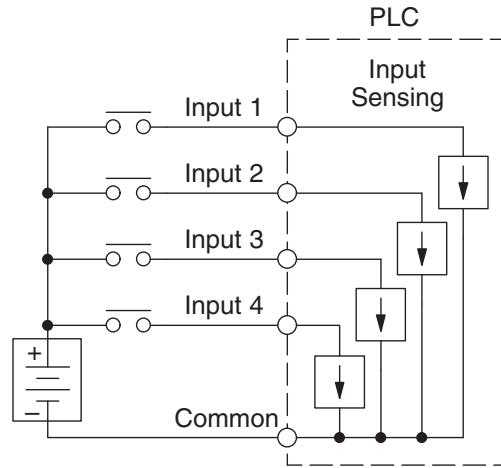 PLC
Input
Sensing
Input 1
Input 2
Input 3
Input 4
+
–
Common